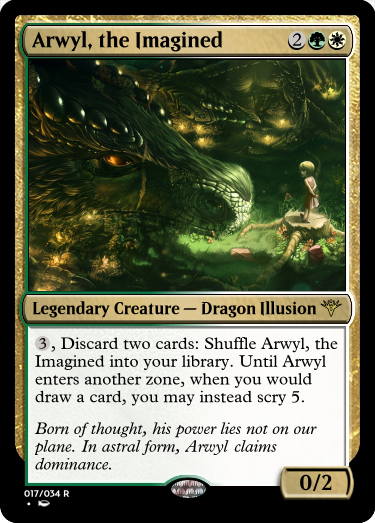 Arwyl, the Imagined 2
Legendary Creature — Dragon Illusion
3, Discard two cards: Shuffle Arwyl, the
Imagined into your library. Until Arwyl
enters another zone, when you would
draw a card, you may instead scry 5.
Born of thought, his power lies not on our
plane. In astral form, Arwyl claims
dominance.
0/2
017/034 R